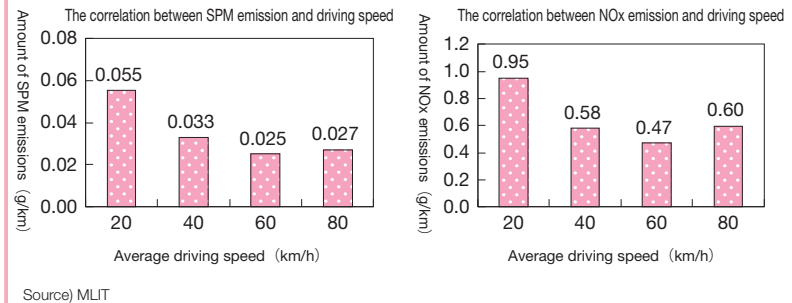 The correlation between SPM emission and driving speed
Amount of SPM emissions (g/km)
0.08
0.06
0.04
0.02
0.00
0.055
0.033
0.025
0.027
20 40 60 80
Average driving speed (km/h)
The correlation between NOx emission and driving speed
Amount of NOx emissions (g/km)
1.2
1.0
0.8
0.6
0.4
0.2
0.0
0.95
0.58
0.47
0.60
20 40 60 80
Average driving speed (km/h)
Source) MLIT